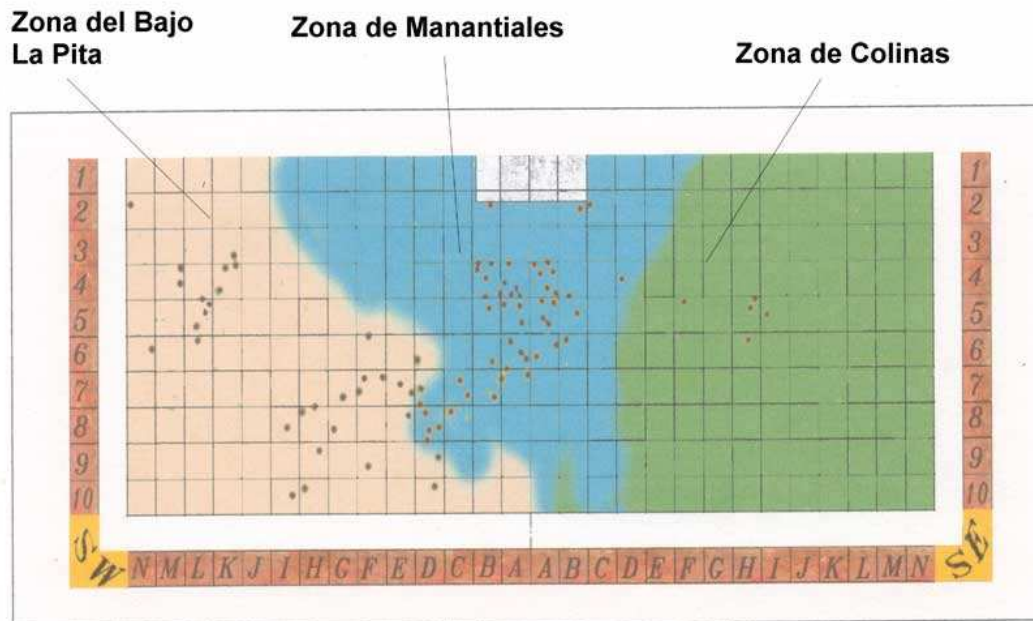 Zona del Bajo
La Pita
Zona de Manantiales
Zona de Colinas
1
2
3
4
5
6
7
8
9
10
1
2
3
4
5
6
7
8
9
10
SW
N M L K J I H G F E D C B A A B C D E F G H I J K L M N
SE